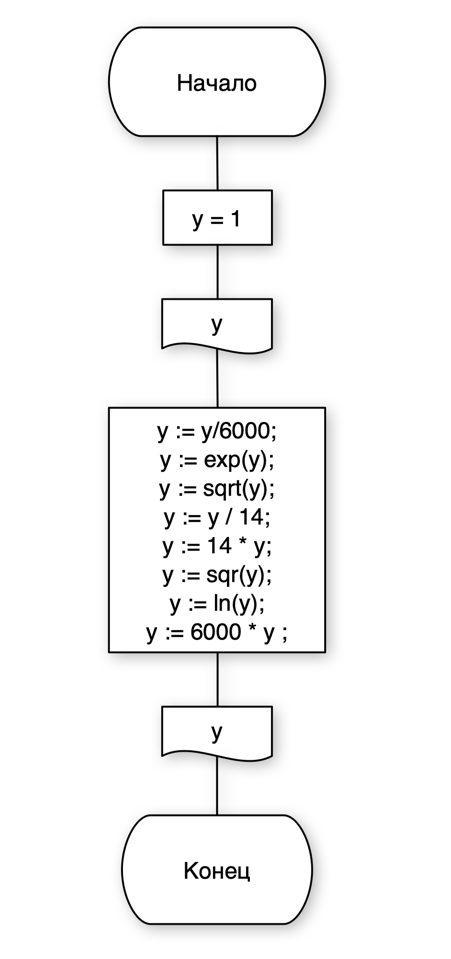 Начало
y = 1
y
y := y/6000;
y := exp(y);
y := sqrt(y);
y := y / 14;
y := 14 * y;
y := sqr(y);
y := ln(y);
y := 6000 * y ;
y
Конец